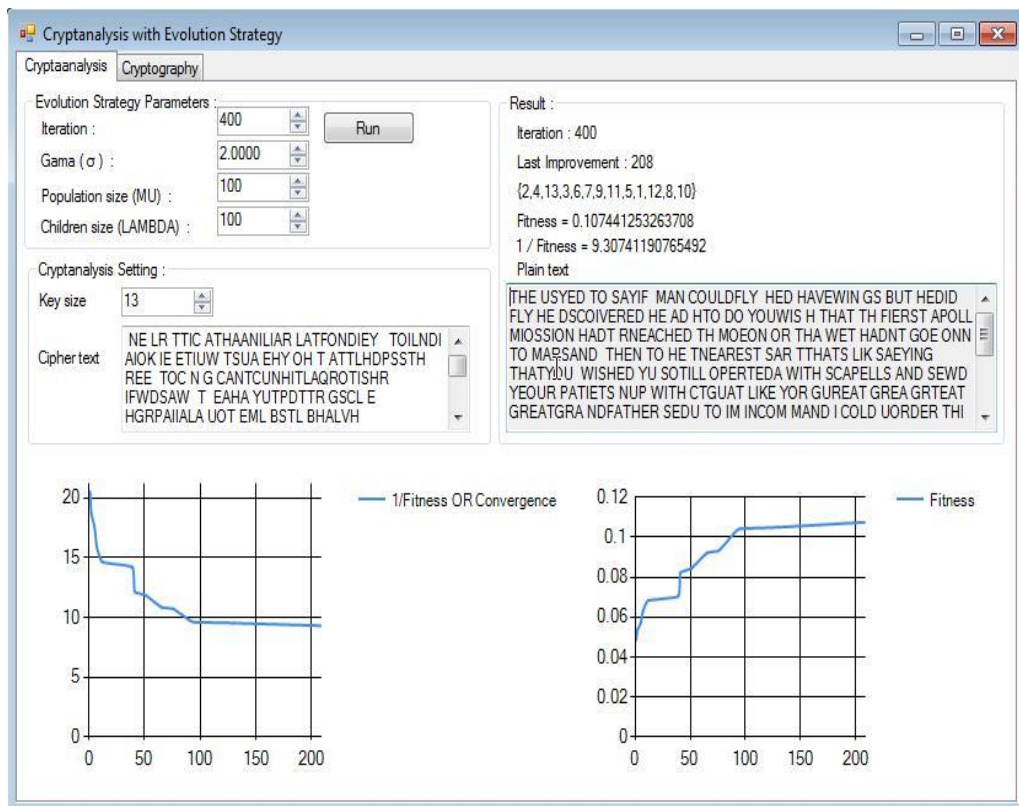 Cryptanalysis with Evolution Strategy
Cryptaanalysis Cryptography
Evolution Strategy Parameters :
Iteration : 400 Run
Gama ( σ ) : 2.0000
Population size (MU) : 100
Children size (LAMBDA) : 100
Cryptanalysis Setting :
Key size 13
Cipher text
NE LR TTIC ATHAANILIAR LATFONDIEY TOILNDI
AIOK IE ETIUW TSUA EHY OH T ATTLHDPSSTH
REE TOC N G CANTCUNHITLAQROTISHR
IFWDSAW T EAHA YUTPDTTR GSCL E
HGRPAIIALA UOT EML BSTL BHALVH
Result :
Iteration : 400
Last Improvement : 208
{2,4,13,3,6,7,9,11,5,1,12,8,10}
Fitness = 0.107441253263708
1 / Fitness = 9.30741190765492
Plain text
THE USYED TO SAYIF MAN COULDFLY HED HAVEWIN GS BUT HEDID
FLY HE DSCOIVERED HE AD HTO DO YOUWIS H THAT TH FIERST APOLL
MIOSSION HADT RNEACHED TH MOEON OR THA WET HADNT GOE ONN
TO MARSAND THEN TO HE TNEAREST SAR TTHATS LIK SAEYING
THATYOU WISHED YU SOTILL OPERTEDA WITH SCAPELLS AND SEWD
YEOUR PATIETS NUP WITH CTGUAT LIKE YOR GUREAT GREA GRTEAT
GREATGRA NDFATHER SEDU TO IM INCOM MAND I COLD UORDER THI
1/Fitness OR Convergence
20
15
10
5
0
0 50 100 150 200
Fitness
0.12
0.1
0.08
0.06
0.04
0.02
0
0 50 100 150 200